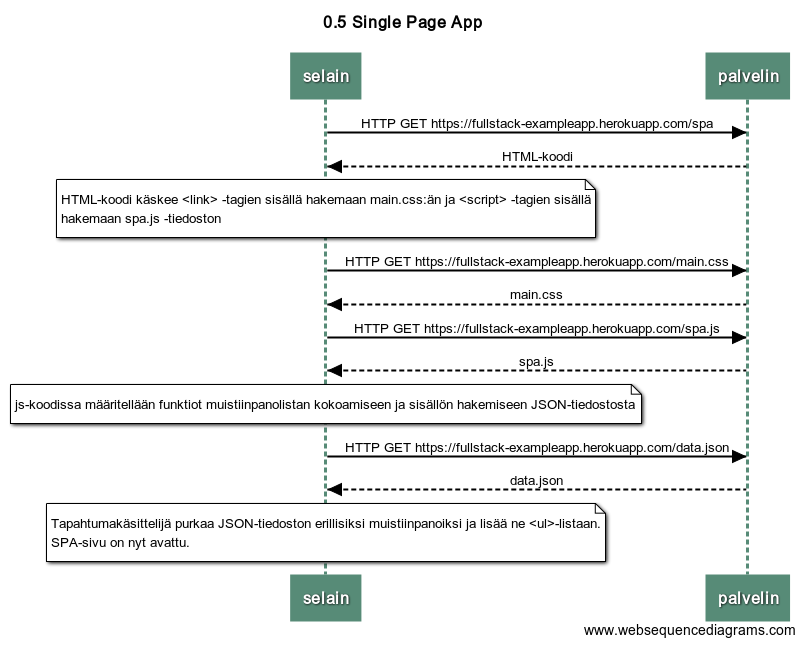 0.5 Single Page App
selain
palvelin
HTTP GET https://fullstack-exampleapp.herokuapp.com/spa
HTML-koodi
HTML-koodi käskee <link> -tagien sisällä hakemaan main.css:än ja <script> -tagien sisällä
hakemaan spa.js -tiedoston
HTTP GET https://fullstack-exampleapp.herokuapp.com/main.css
main.css
HTTP GET https://fullstack-exampleapp.herokuapp.com/spa.js
spa.js
js-koodissa määritellään funktiot muistiinpanolistan kokoamiseen ja sisällön hakemiseen JSON-tiedostosta
HTTP GET https://fullstack-exampleapp.herokuapp.com/data.json
data.json
Tapahtumakäsittelijä purkaa JSON-tiedoston erillisiksi muistiinpanoiksi ja lisää ne <ul>-listaan.
SPA-sivu on nyt avattu.
selain
palvelin
www.websequencediagrams.com